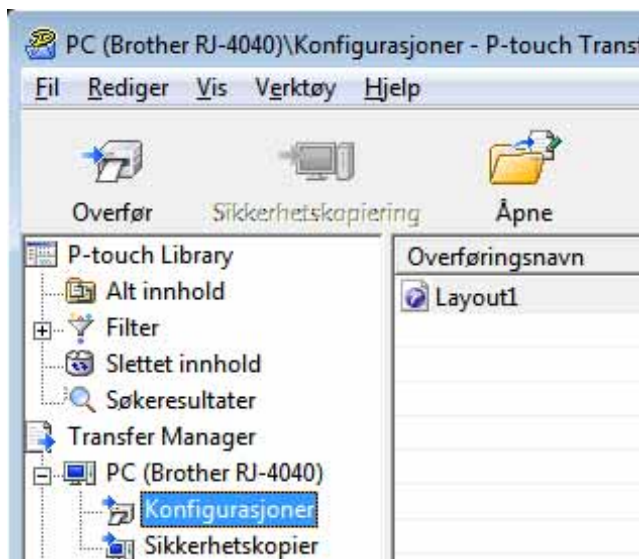 PC (Brother RJ-4040)\Konfigurasjoner - P-touch Transf
Fil Rediger Vis Verktøy Hjelp
Overfør Sikkerhetskopiering Åpne
P-touch Library
Alt innhold
Filter
Slettet innhold
Søkeresultater
Transfer Manager
PC (Brother RJ-4040)
Konfigurasjoner
Sikkerhetskopier
Overføringsnavn
Layout1